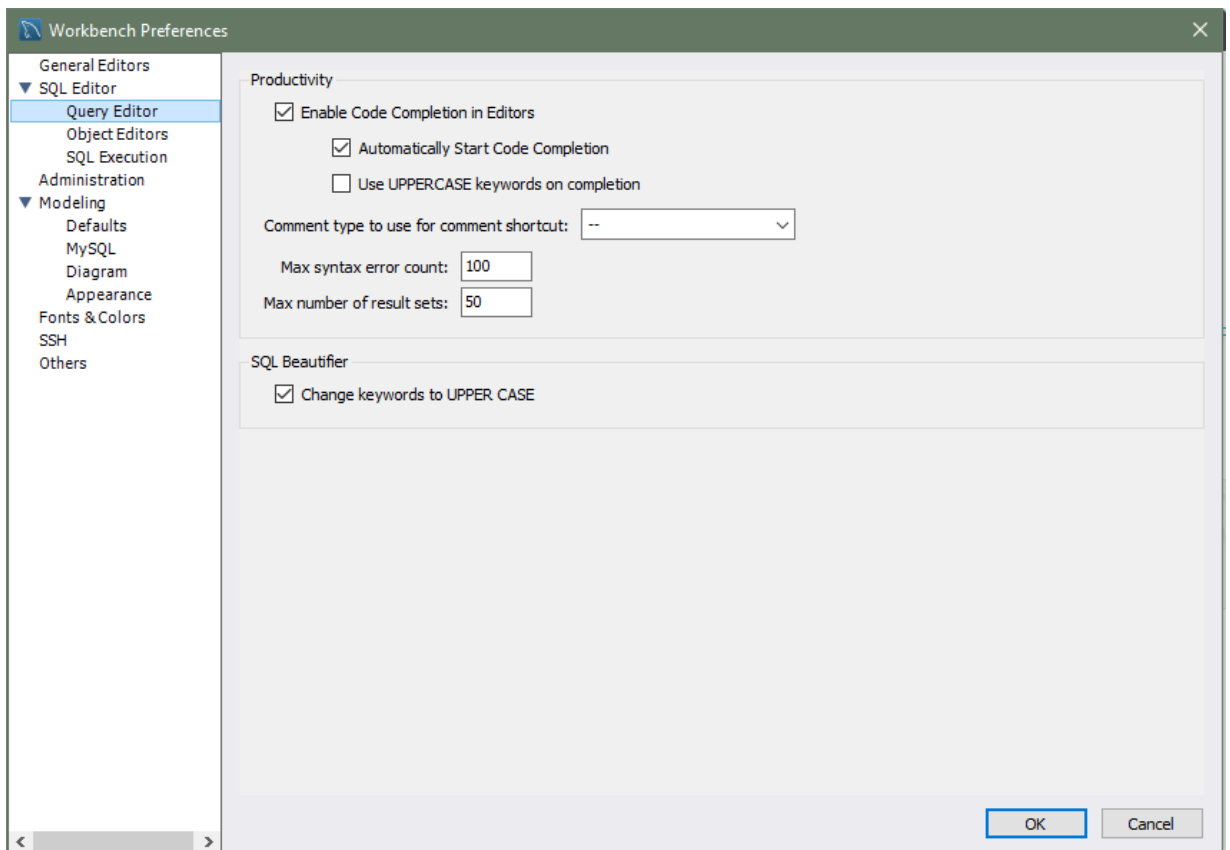 Workbench Preferences
General Editors
SQL Editor
Query Editor
Object Editors
SQL Execution
Administration
Modeling
Defaults
MySQL
Diagram
Appearance
Fonts & Colors
SSH
Others
Productivity
Enable Code Completion in Editors
Automatically Start Code Completion
Use UPPERCASE keywords on completion
Comment type to use for comment shortcut: --
Max syntax error count: 100
Max number of result sets: 50
SQL Beautifier
Change keywords to UPPER CASE
OK Cancel